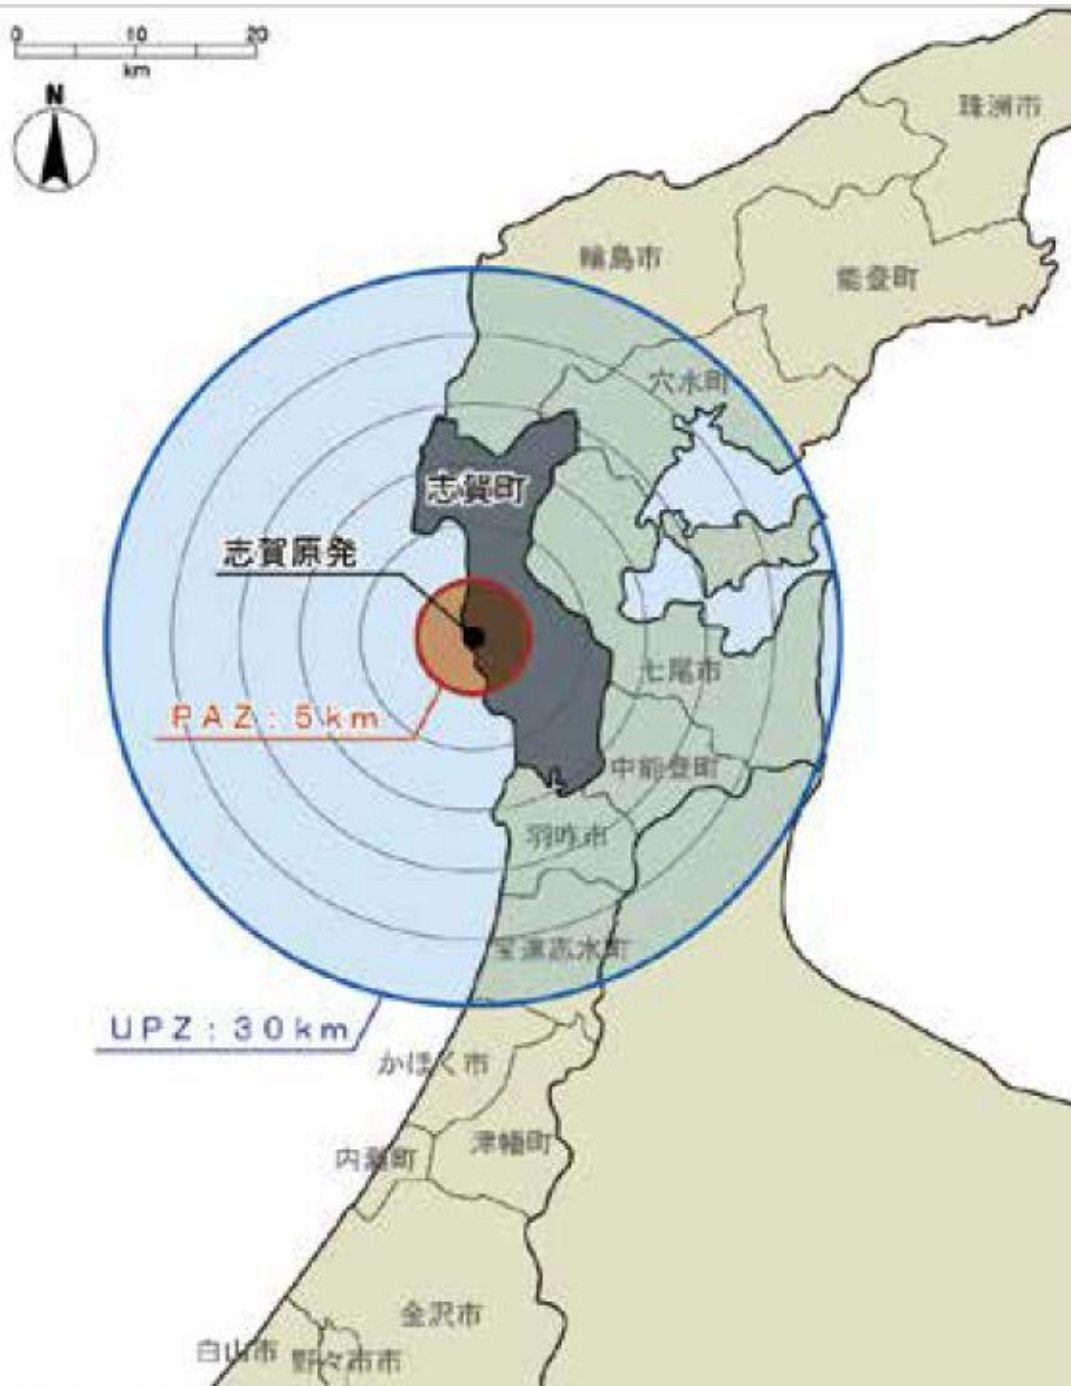 0 10 20
km
N
珠洲市
輪島市
能登町
穴水町
志賀町
志賀原発
七尾市
PAZ:5km
中能登町
羽咋市
宝達志水町
UPZ:30km
かほく市
津幡町
内灘町
金沢市
白山市
野々市市